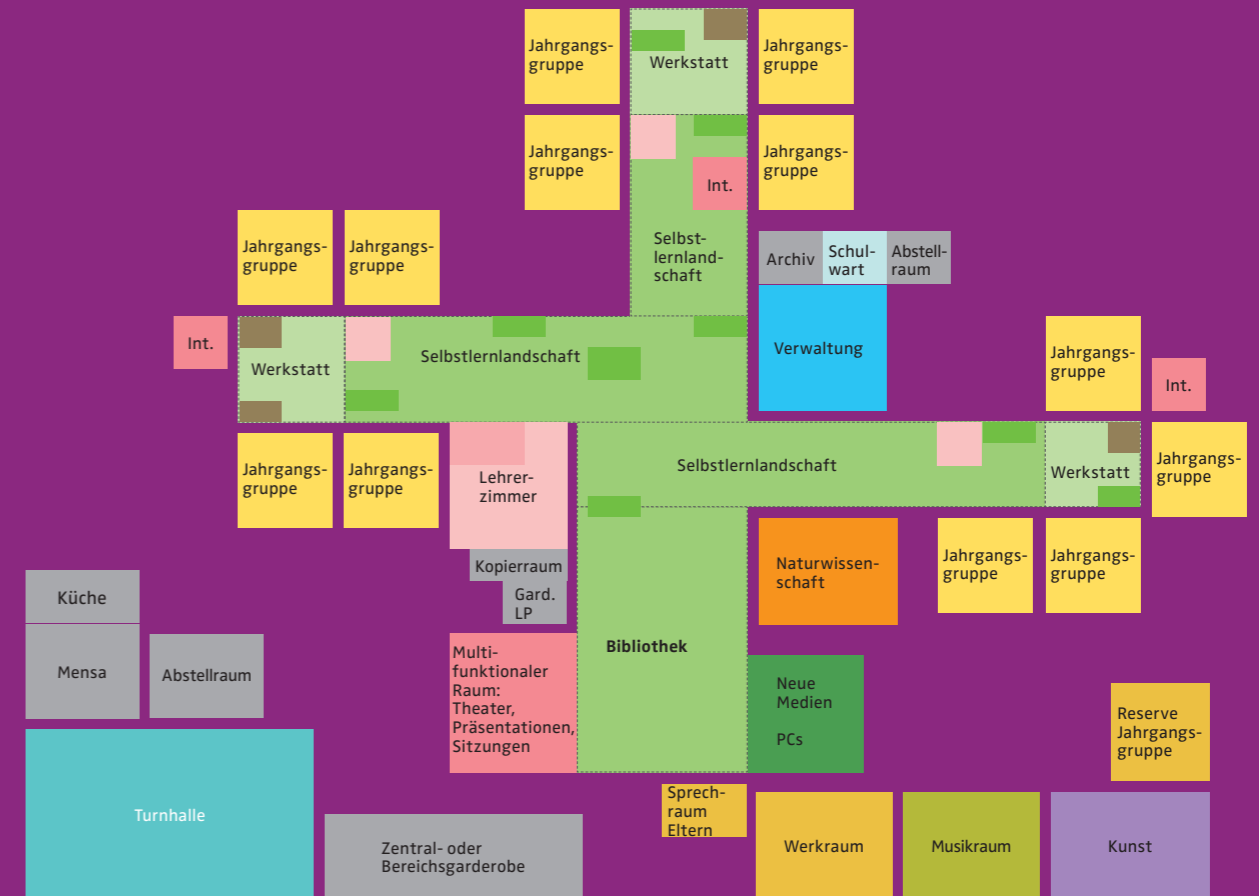 Jahrgangs-
gruppe
Werkstatt
Jahrgangs-
gruppe
Jahrgangs-
gruppe
Int.
Jahrgangs-
gruppe
Jahrgangs-
gruppe
Jahrgangs-
gruppe
Selbst-
lernland-
schaft
Archiv
Schul-
wart
Abstell-
raum
Int.
Werkstatt
Selbstlernlandschaft
Verwaltung
Jahrgangs-
gruppe
Int.
Jahrgangs-
gruppe
Jahrgangs-
gruppe
Lehrer-
zimmer
Selbstlernlandschaft
Werkstatt
Jahrgangs-
gruppe
Kopierraum
Gard.
LP
Naturwissen-
schaft
Jahrgangs-
gruppe
Jahrgangs-
gruppe
Küche
Mensa
Abstellraum
Multi-
funktionaler
Raum:
Theater,
Präsentationen,
Sitzungen
Bibliothek
Neue
Medien
PCs
Reserve
Jahrgangs-
gruppe
Turnhalle
Zentral- oder
Bereichsgarderobe
Sprech-
raum
Eltern
Werkraum
Musikraum
Kunst